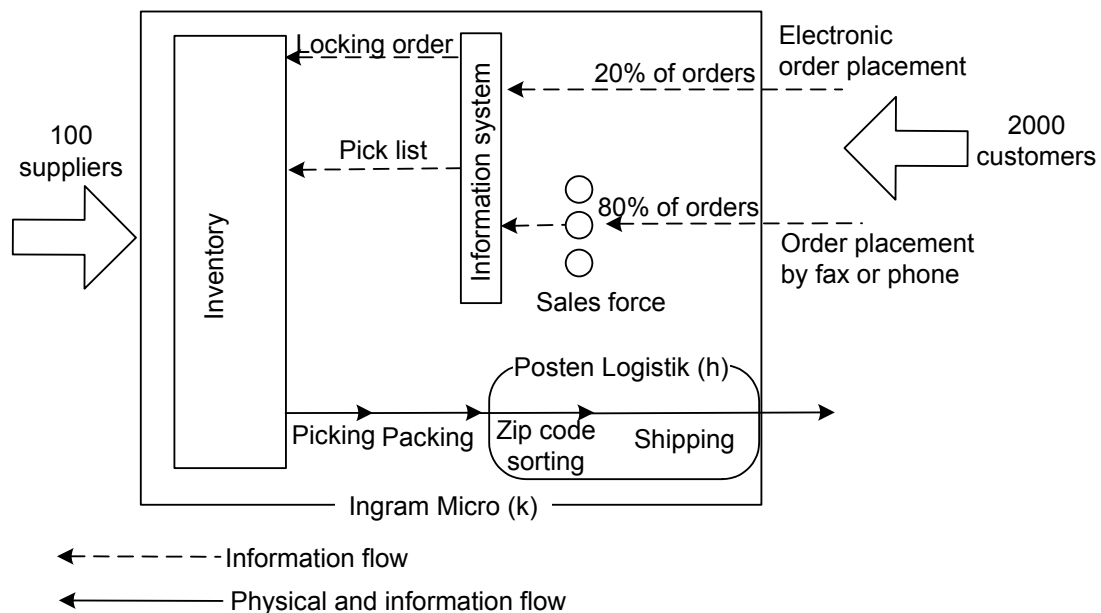 Locking order
Electronic
order placement
20% of orders
100
suppliers
2000
customers
Pick list
Information system
Inventory
80% of orders
Order placement
by fax or phone
Sales force
Posten Logistik (h)
Picking
Packing
Zip code
sorting
Shipping
Ingram Micro (k)
Information flow
Physical and information flow